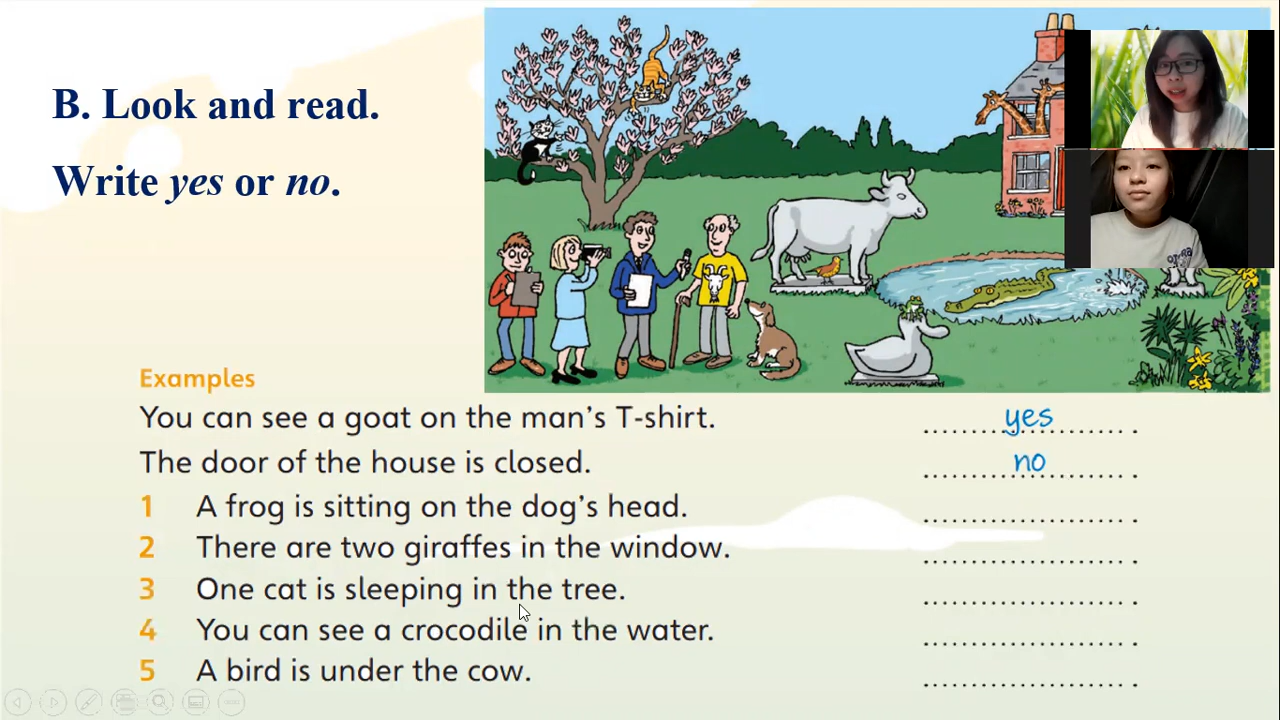 B. Look and read.
Write yes or no.
Examples
You can see a goat on the man's T-shirt. ........................ yes .
The door of the house is closed. ........................ no .
1 A frog is sitting on the dog's head. ........................ .
2 There are two giraffes in the window. ........................ .
3 One cat is sleeping in the tree. ........................ .
4 You can see a crocodile in the water. ........................ .
5 A bird is under the cow. ........................ .